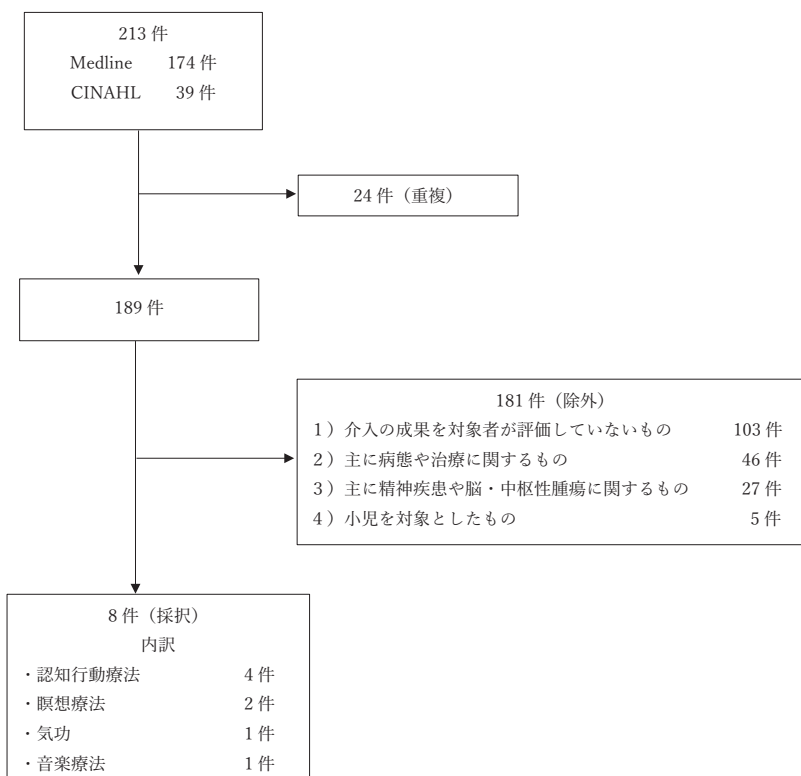 213 件
Medline 174 件
CINAHL 39 件
24 件（重複）
189 件
181 件（除外）
1）介入の成果を対象者が評価していないもの 103 件
2）主に病態や治療に関するもの 46 件
3）主に精神疾患や脳・中枢性腫瘍に関するもの 27 件
4）小児を対象としたもの 5 件
8 件（採択）
内訳
・認知行動療法 4 件
・瞑想療法 2 件
・気功 1 件
・音楽療法 1 件